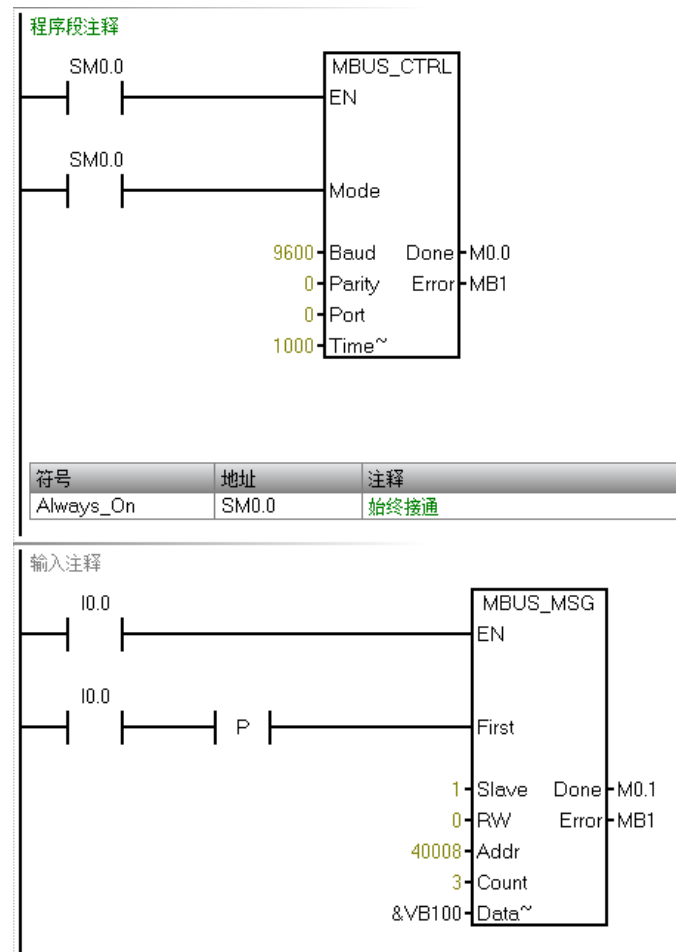 程序段注释
SM0.0 MBUS_CTRL
EN
SM0.0
Mode
9600 Baud Done M0.0
0 Parity Error MB1
0 Port
1000 Time~
符号 地址 注释
Always_On SM0.0 始终接通
输入注释
I0.0 MBUS_MSG
EN
I0.0
P First
1 Slave Done M0.1
0 RW Error MB1
40008 Addr
3 Count
&VB100 Data~